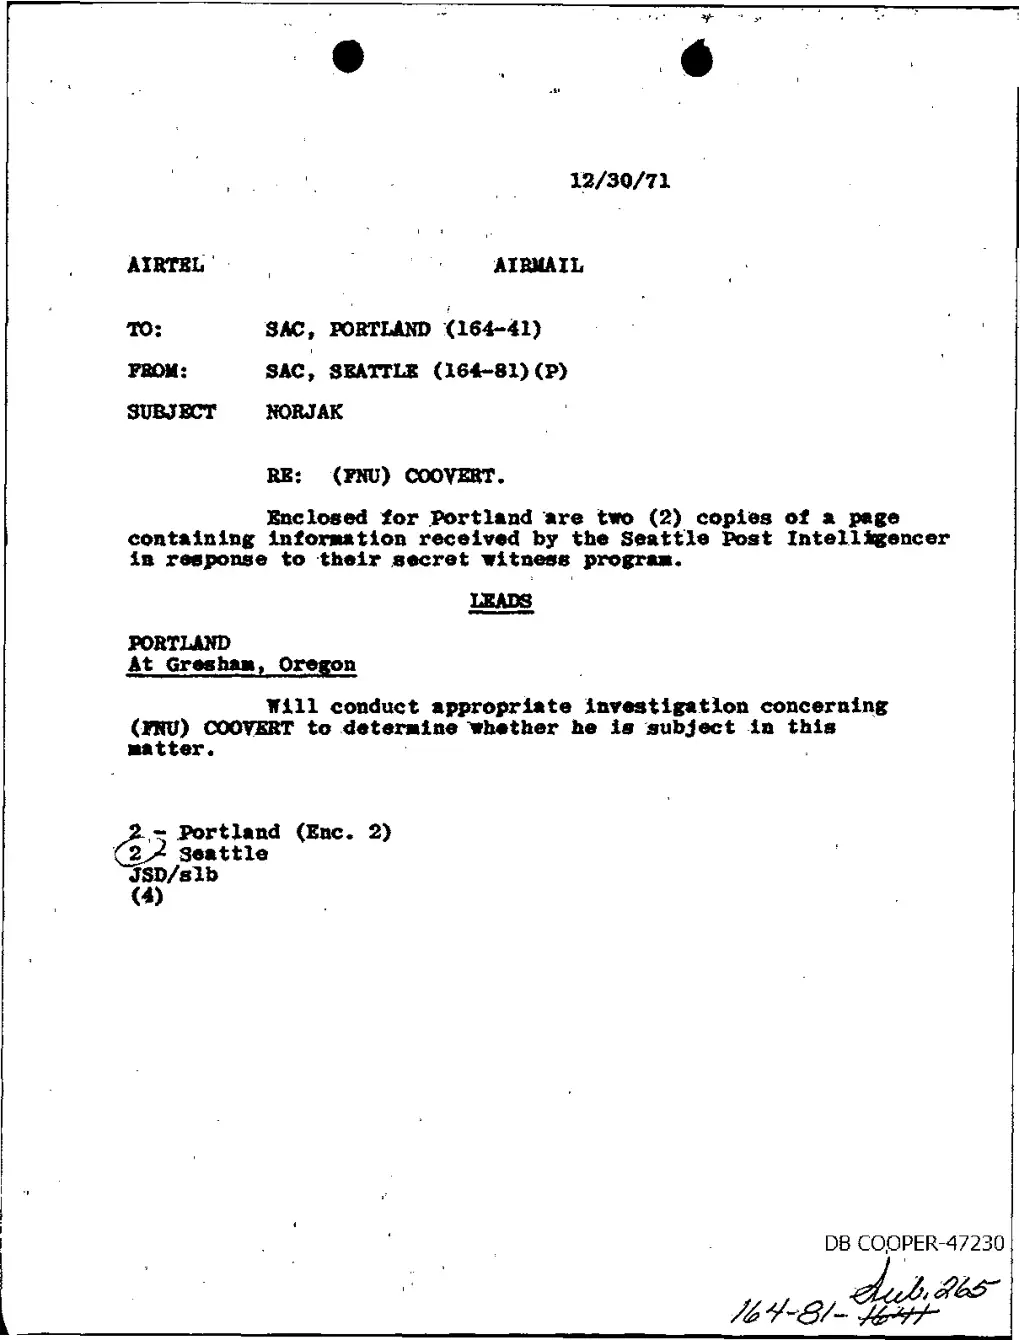 12/30/71
AIRTEL AIRMAIL
TO: SAC, PORTLAND (164-41)
FROM: SAC, SEATTLE (164-81)(P)
SUBJECT NORJAK
RE: (FNU) COOVERT.
Enclosed for Portland are two (2) copies of a page
containing information received by the Seattle Post Intelligencer
in response to their secret witness program.
LEADS
PORTLAND
At Gresham, Oregon
Will conduct appropriate investigation concerning
(FNU) COOVERT to determine whether he is subject in this
matter.
2 - Portland (Enc. 2)
2 - Seattle
JSD/slb
(4)
DB COOPER-47230
Sub. 265
164-81-1641